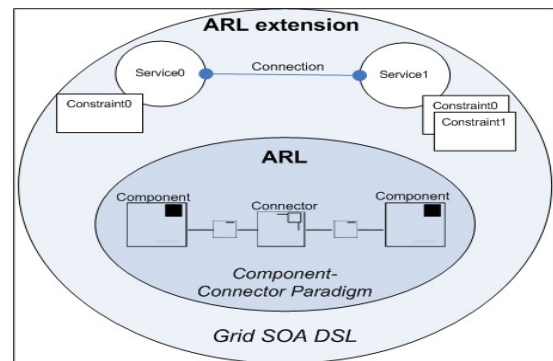 ARL extension
Service0
Connection
Service1
Constraint0
Constraint0
Constraint1
ARL
Component
Connector
Component
Component-
Connector Paradigm
Grid SOA DSL